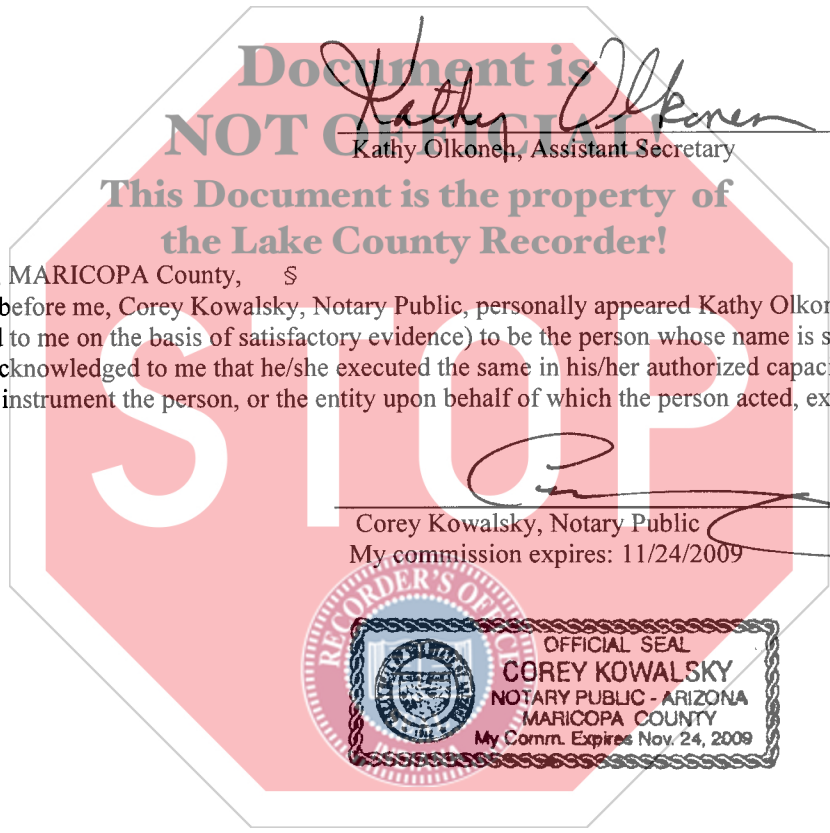 Document is
Kathy Olkonen
NOT OFFICIAL!
Kathy Olkonen, Assistant Secretary
This Document is the property of
the Lake County Recorder!
MARICOPA County, §
before me, Corey Kowalsky, Notary Public, personally appeared Kathy Olkon
to me on the basis of satisfactory evidence) to be the person whose name is s
cknowledged to me that he/she executed the same in his/her authorized capaci
instrument the person, or the entity upon behalf of which the person acted, ex
STOP
Corey Kowalsky, Notary Public
My commission expires: 11/24/2009
RECORDER'S OFFICE
INDIANA
OFFICIAL SEAL
COREY KOWALSKY
NOTARY PUBLIC - ARIZONA
MARICOPA COUNTY
My Comm. Expires Nov. 24, 2009